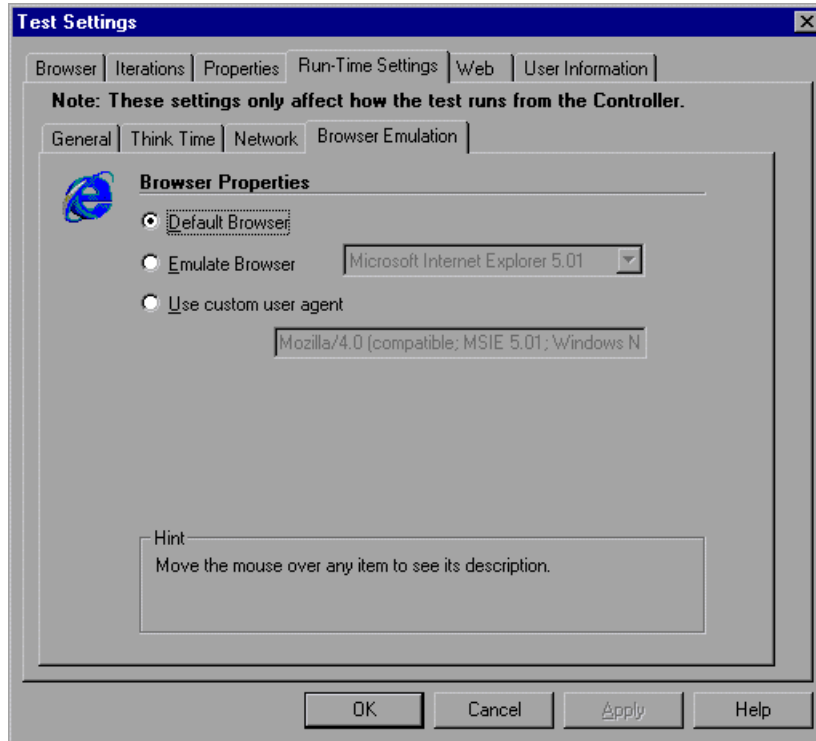 Test Settings
Browser Iterations Properties Run-Time Settings Web User Information
Note: These settings only affect how the test runs from the Controller.
General Think Time Network Browser Emulation
Browser Properties
Default Browser
Emulate Browser Microsoft Internet Explorer 5.01
Use custom user agent
Mozilla/4.0 (compatible; MSIE 5.01; Windows N
Hint
Move the mouse over any item to see its description.
OK Cancel Apply Help